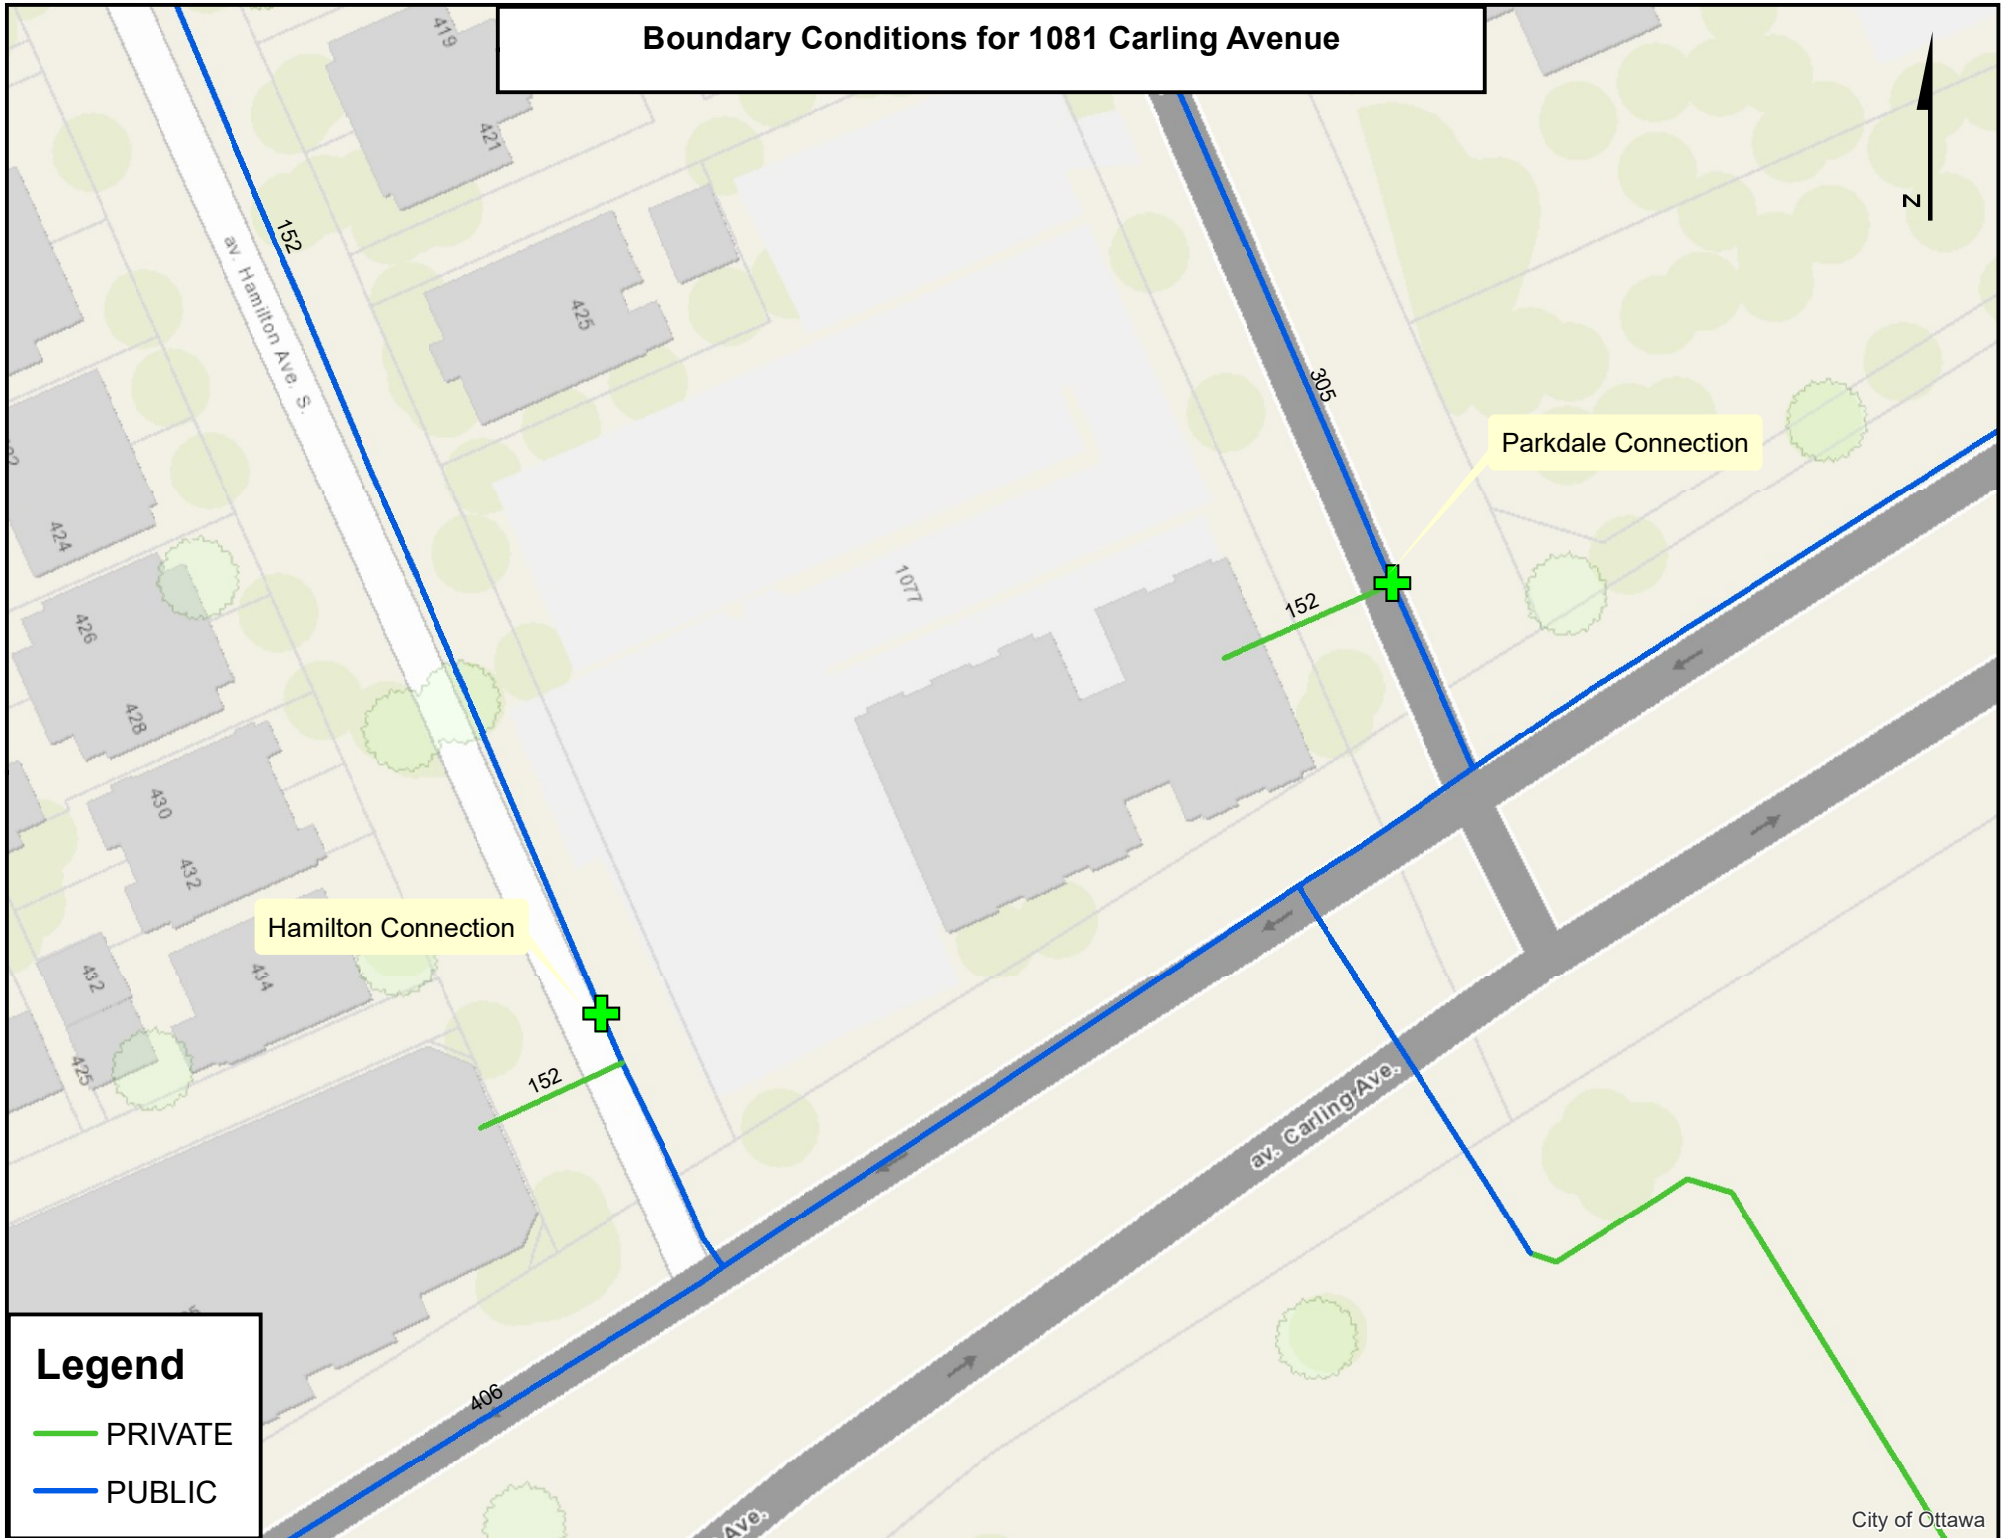 Boundary Conditions for 1081 Carling Avenue
419
421
152
av. Hamilton Ave. S.
425
305
Parkdale Connection
N
424
1077
152
426
428
430
432
Hamilton Connection
432
434
425
152
av. Carling Ave.
406
Ave.
Legend
PRIVATE
PUBLIC
City of Ottawa